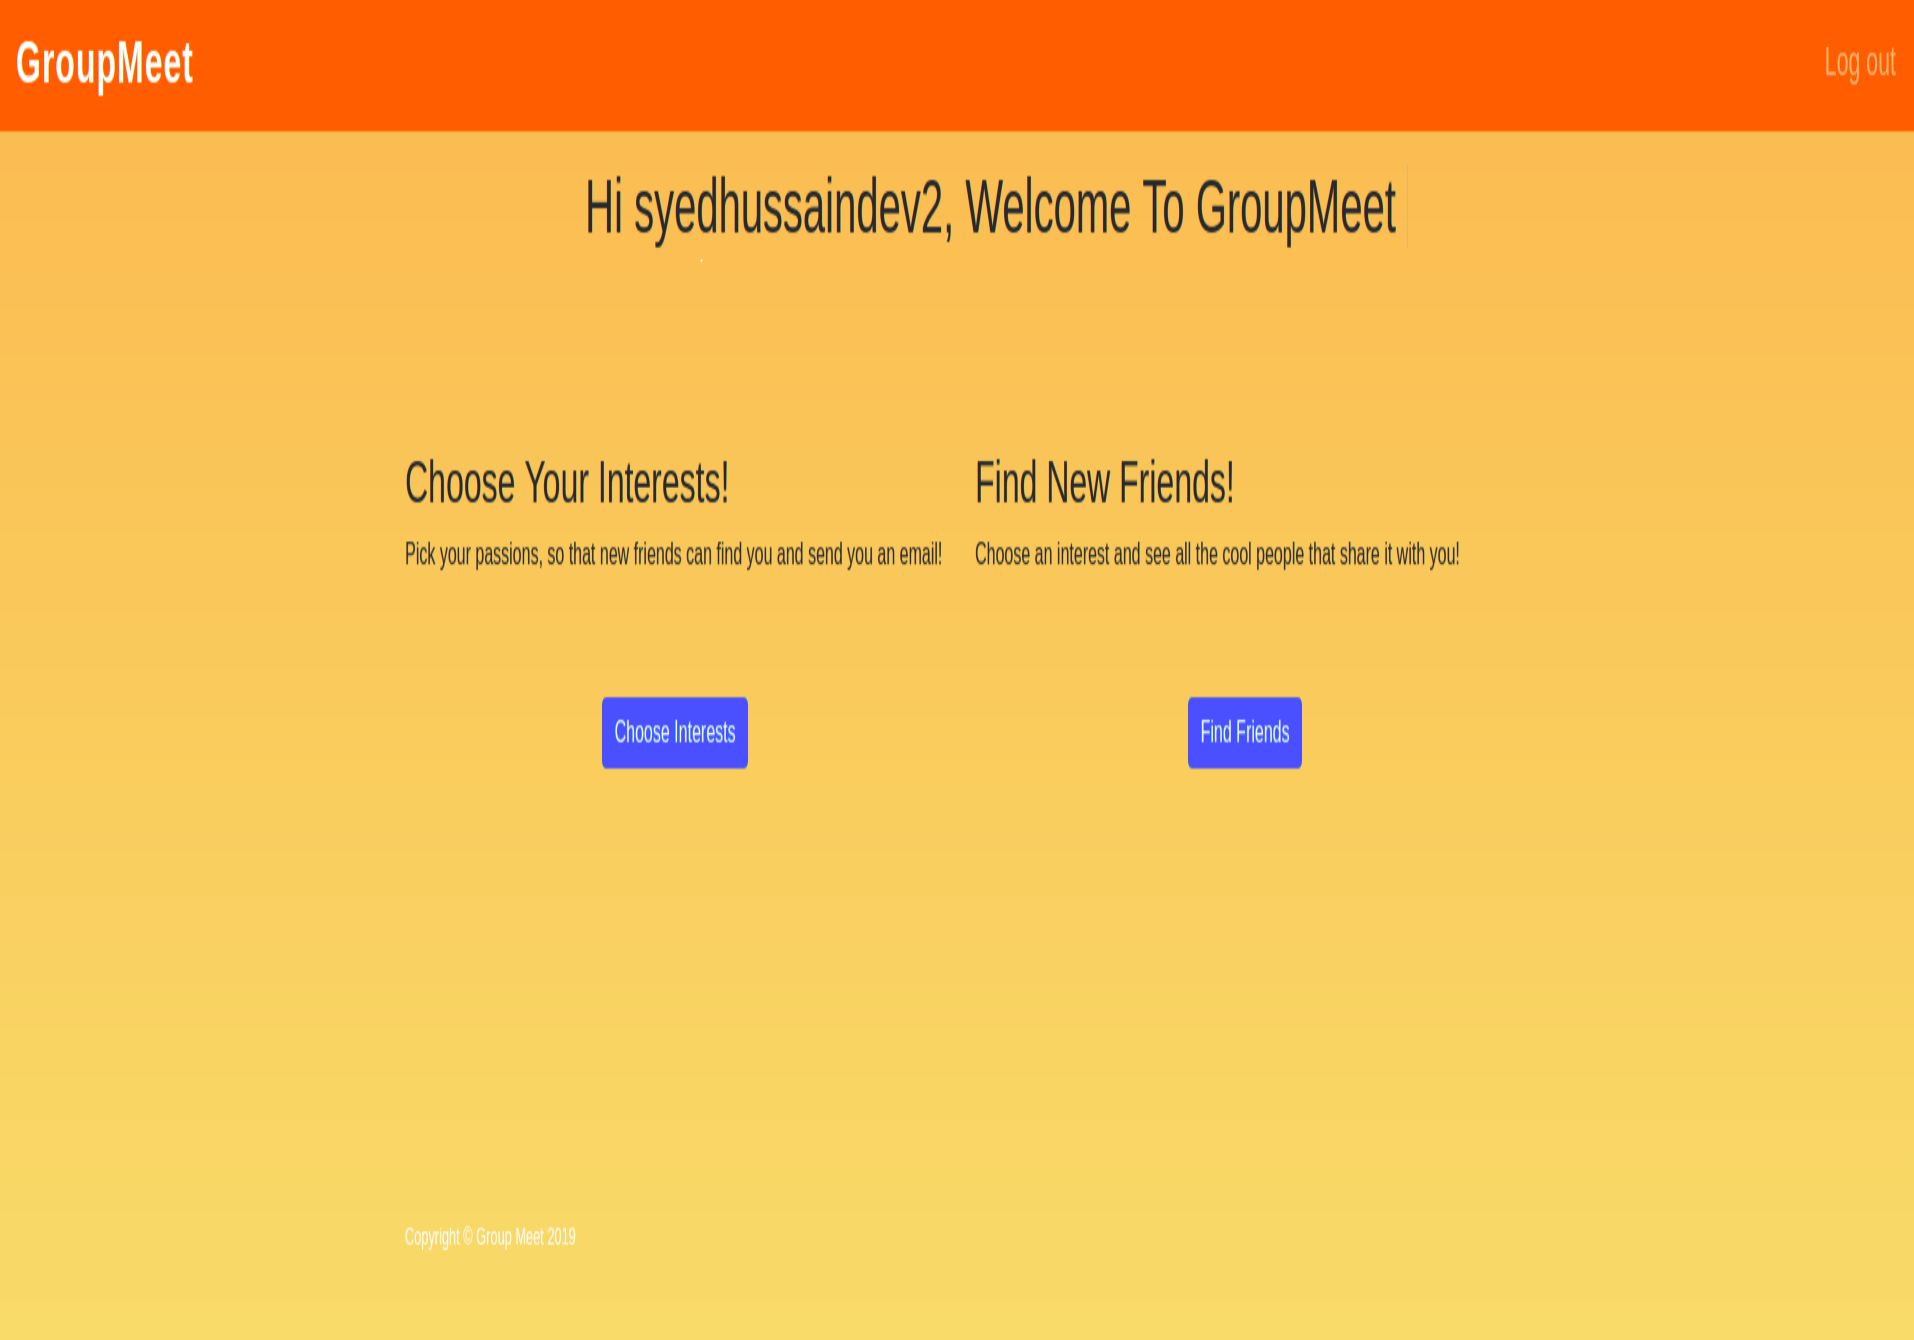 GroupMeet
Log out
Hi syedhussaindev2, Welcome To GroupMeet
Choose Your Interests!
Pick your passions, so that new friends can find you and send you an email!
Find New Friends!
Choose an interest and see all the cool people that share it with you!
Choose Interests
Find Friends
Copyright © Group Meet 2019